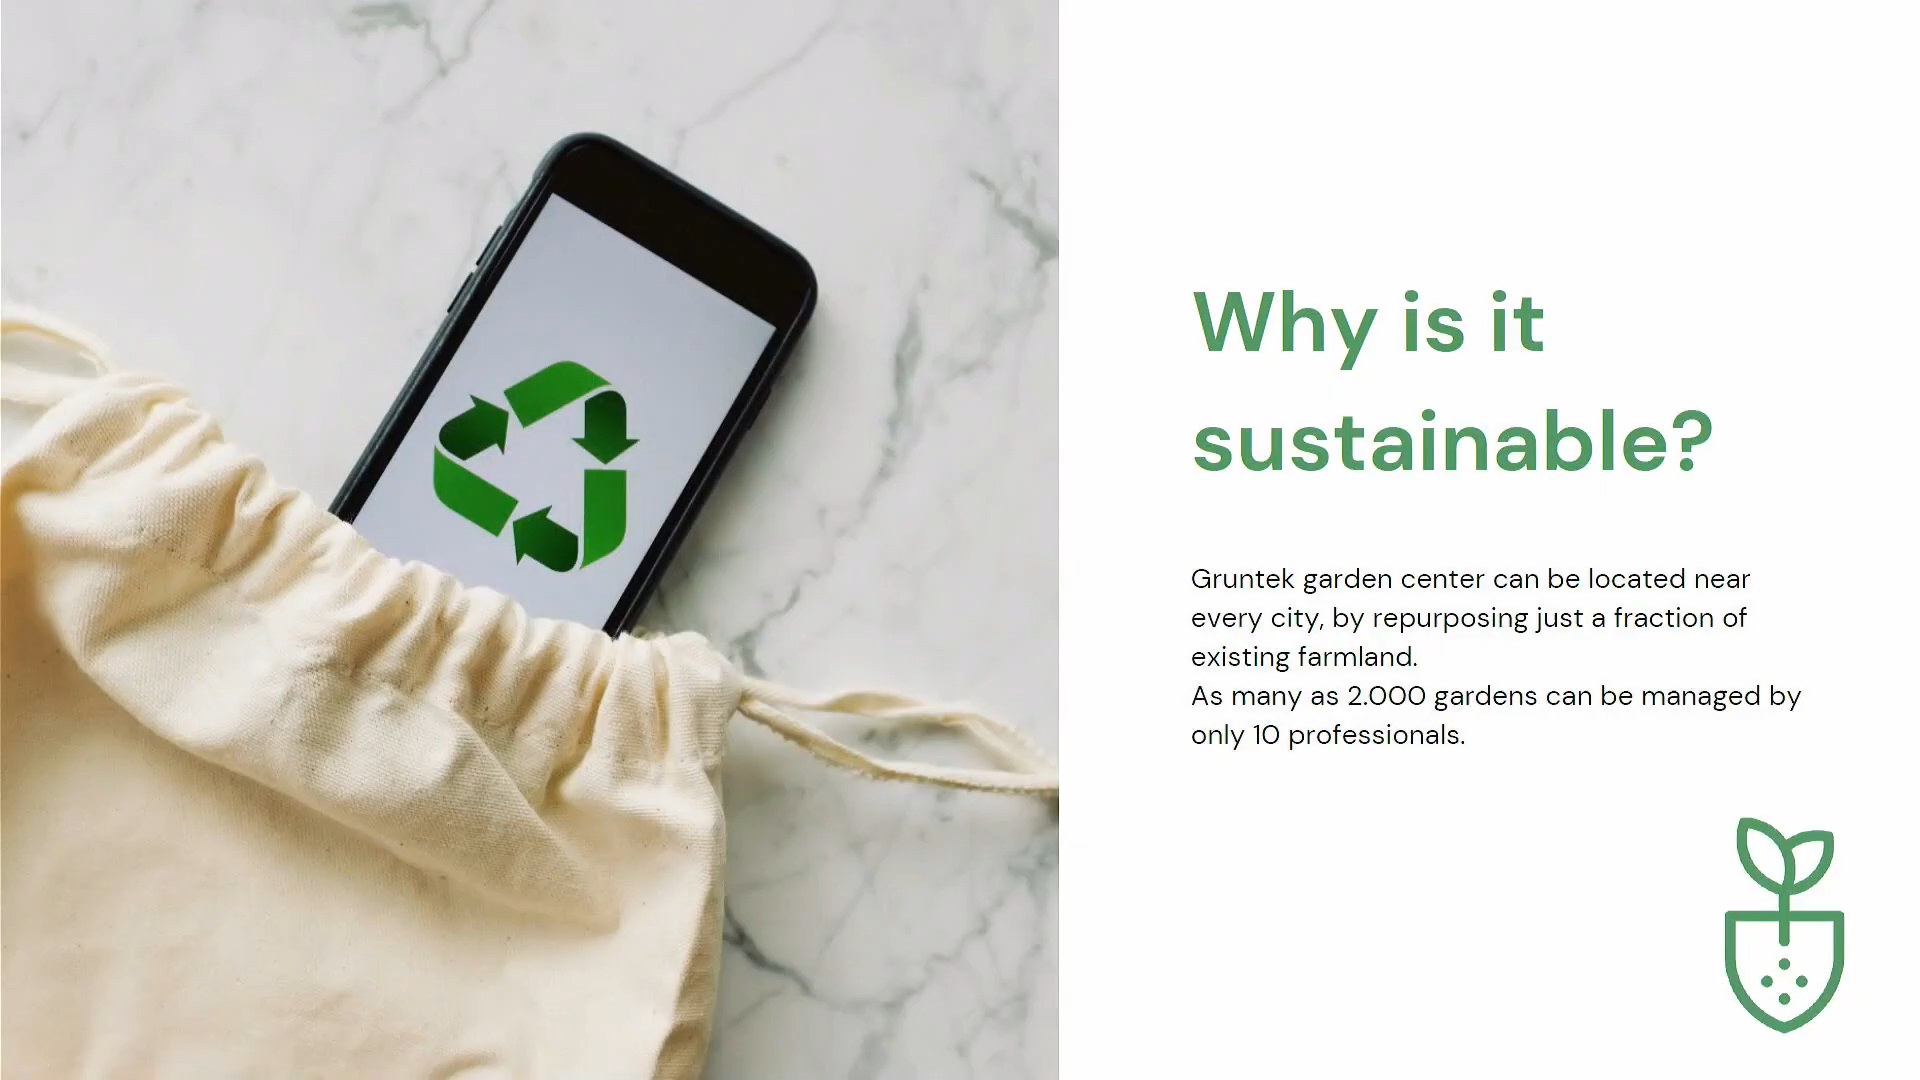 Why is it
sustainable?
Gruntek garden center can be located near
every city, by repurposing just a fraction of
existing farmland.
As many as 2.000 gardens can be managed by
only 10 professionals.